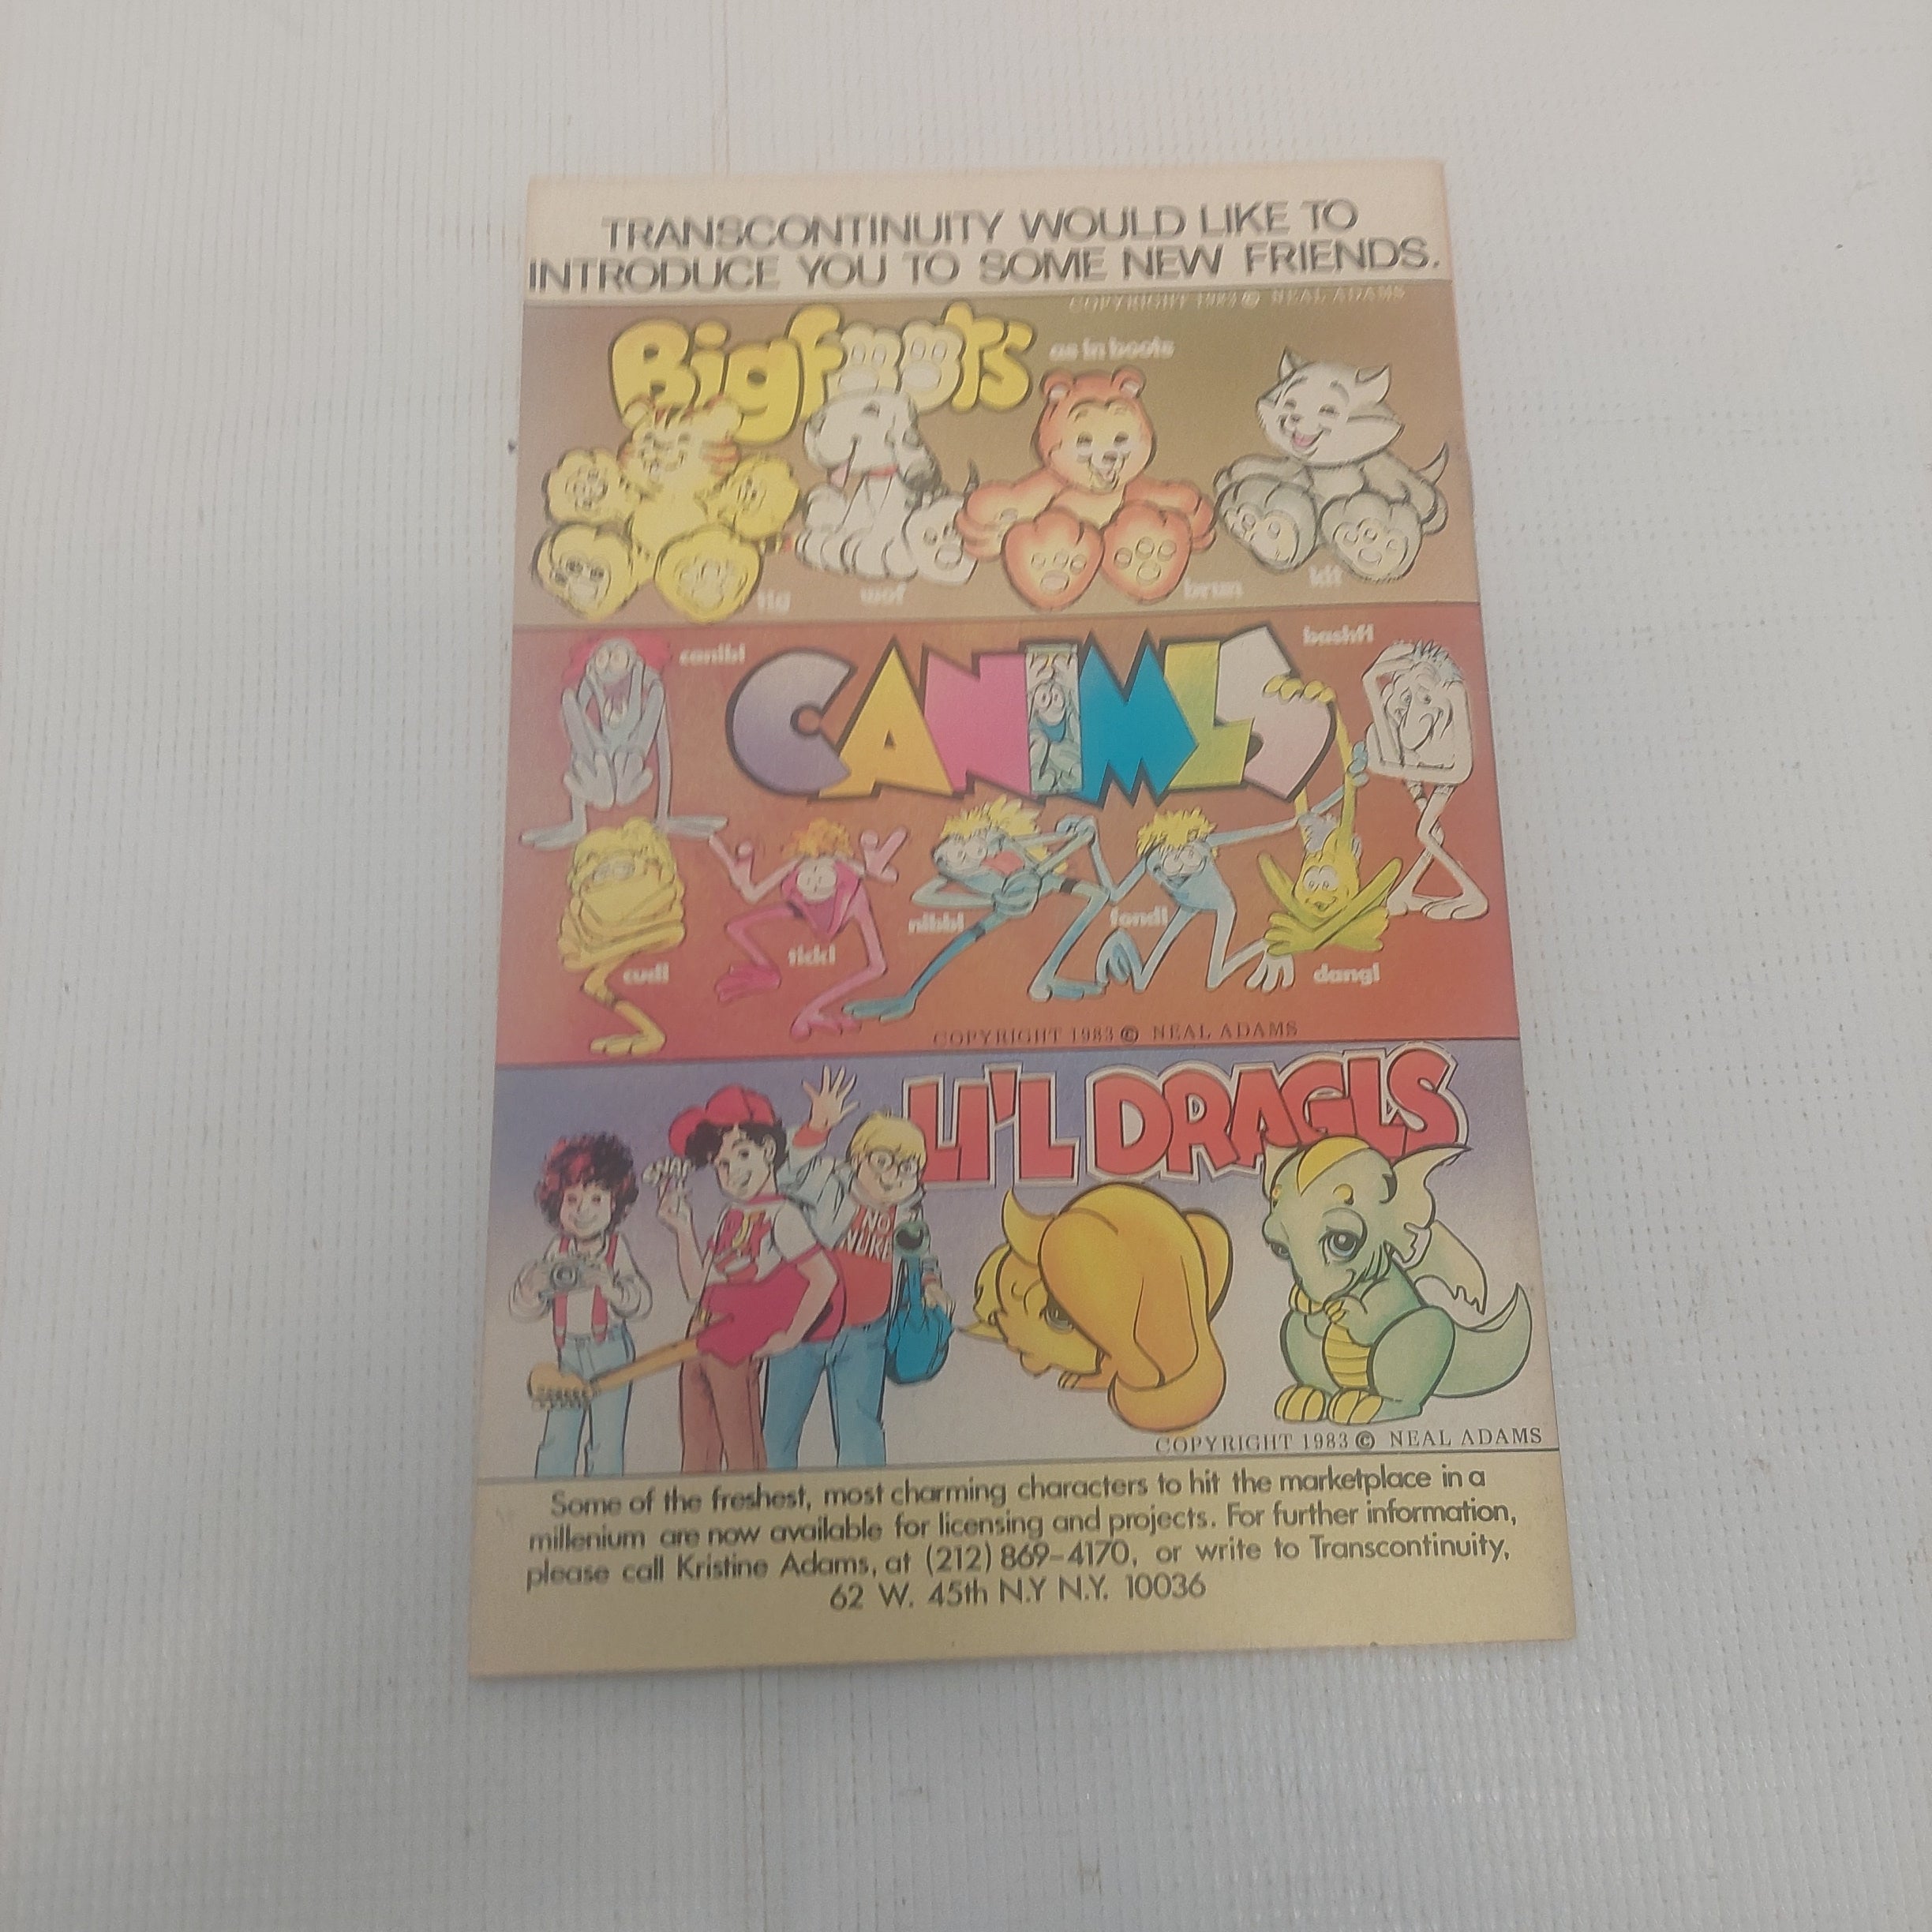 TRANSCONTINUITY WOULD LIKE TO
INTRODUCE YOU TO SOME NEW FRIENDS.
COPYRIGHT 1983 © NEAL ADAMS
Bigfoots
as in boots
tig
wof
brun
kit
canibl
CANIMLS
bashfl
cudl
tickl
nibbl
fondl
dangl
COPYRIGHT 1983 © NEAL ADAMS
LI'L DRAGLS
SNAP
NO
NUKE
COPYRIGHT 1983 © NEAL ADAMS
Some of the freshest, most charming characters to hit the marketplace in a
millenium are now available for licensing and projects. For further information,
please call Kristine Adams, at (212) 869-4170, or write to Transcontinuity,
62 W. 45th N.Y N.Y. 10036